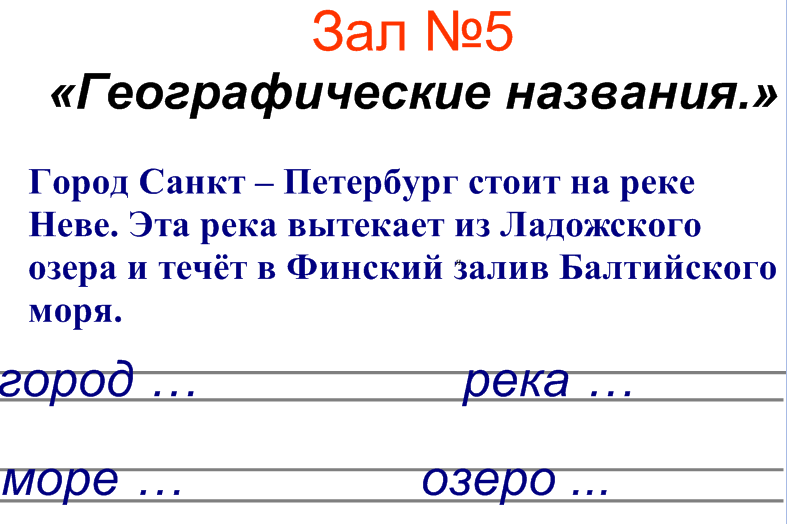 Зал №5
«Географические названия.»
Город Санкт – Петербург стоит на реке
Неве. Эта река вытекает из Ладожского
озера и течёт в Финский залив Балтийского
моря.
город … река …
море … озеро ...